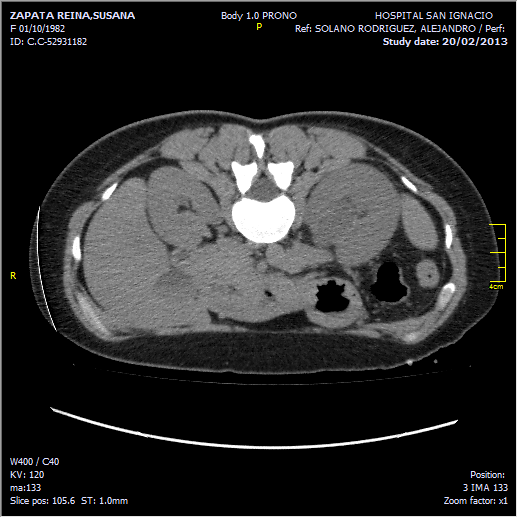 ZAPATA REINA,SUSANA
F 01/10/1982
ID: C.C-52931182
Body 1.0 PRONO
P
HOSPITAL SAN IGNACIO
Ref: SOLANO RODRIGUEZ, ALEJANDRO / Perf:
Study date: 20/02/2013
R
4cm
W400 / C40
KV: 120
ma:133
Slice pos: 105.6 ST: 1.0mm
Position:
3 IMA 133
Zoom factor: x1